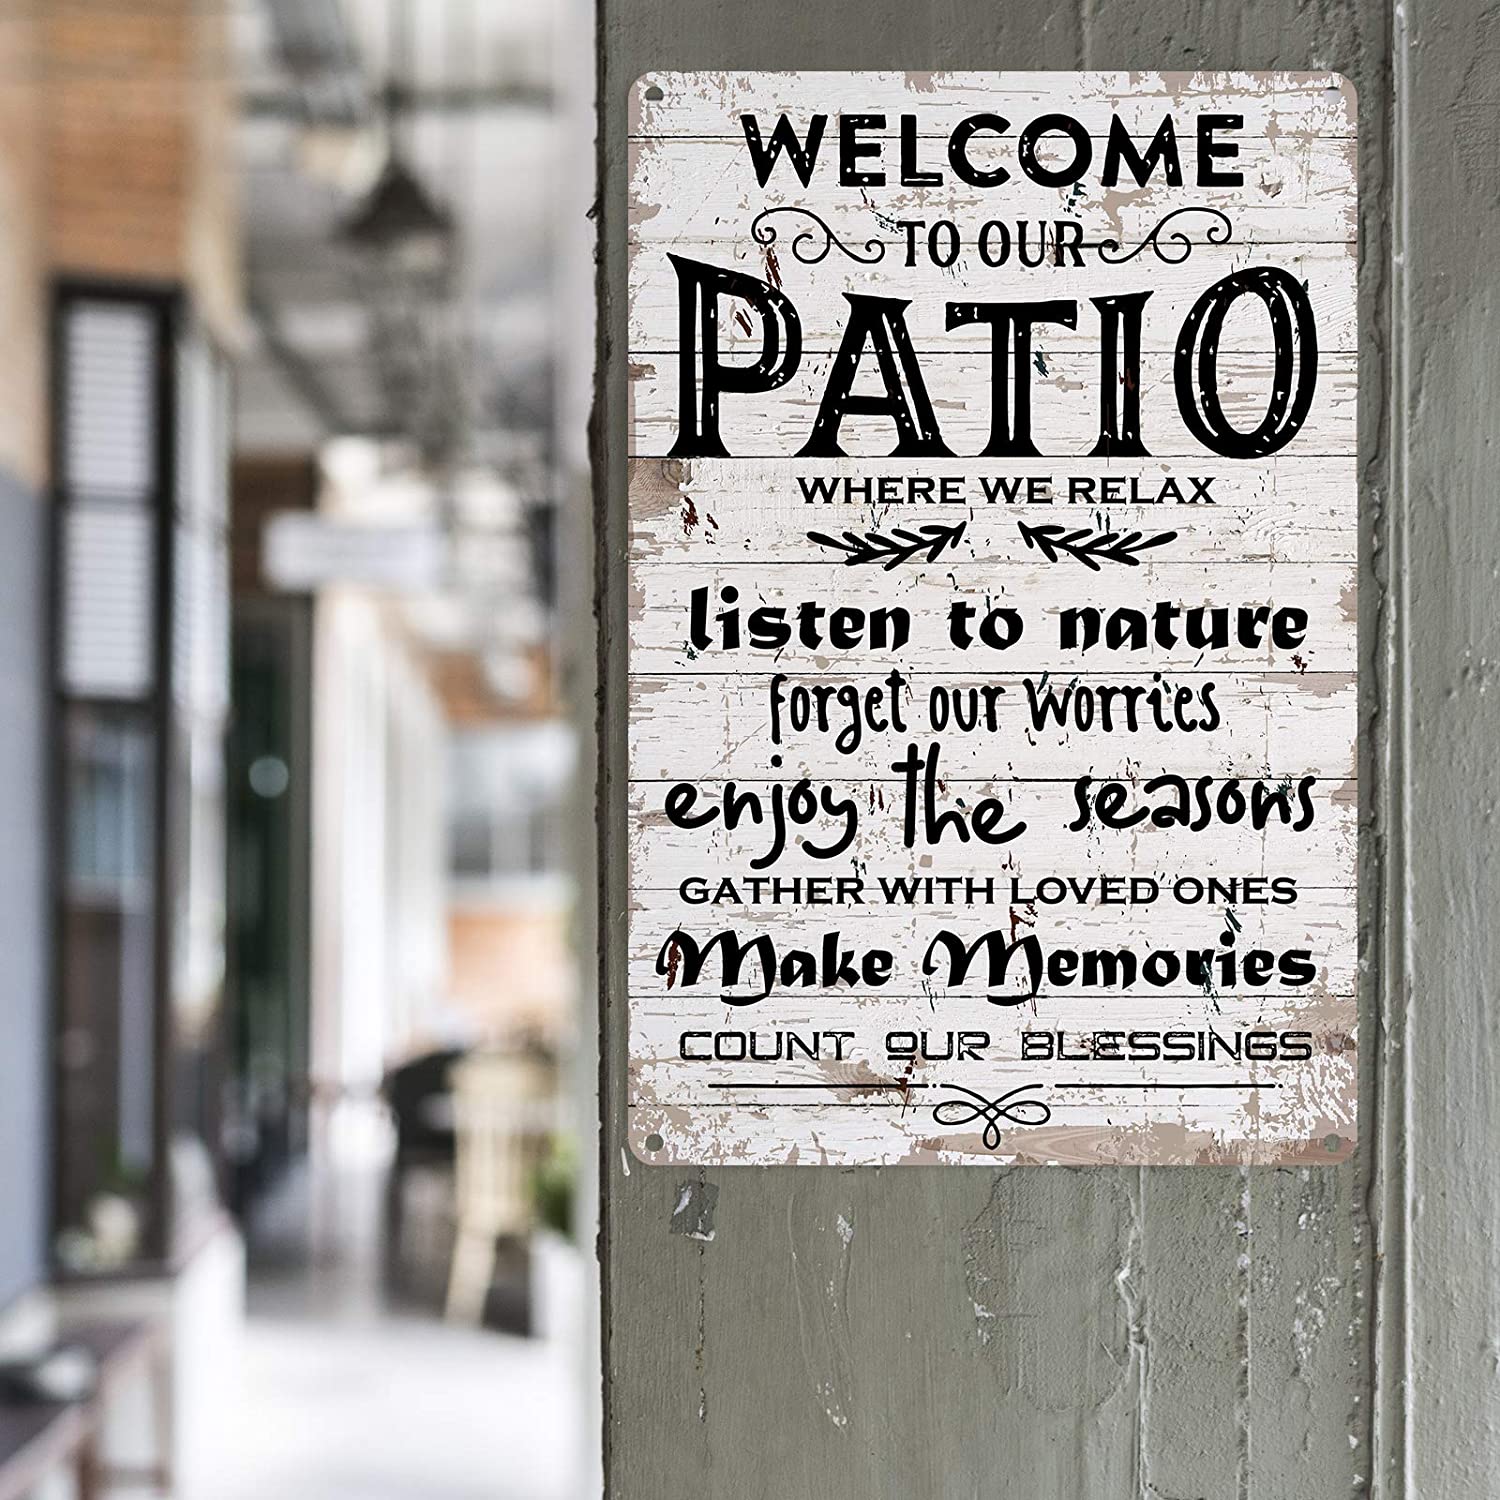 WELCOME
TO OUR
PATIO
WHERE WE RELAX
listen to nature
forget our worries
enjoy the seasons
GATHER WITH LOVED ONES
Make Memories
COUNT OUR BLESSINGS